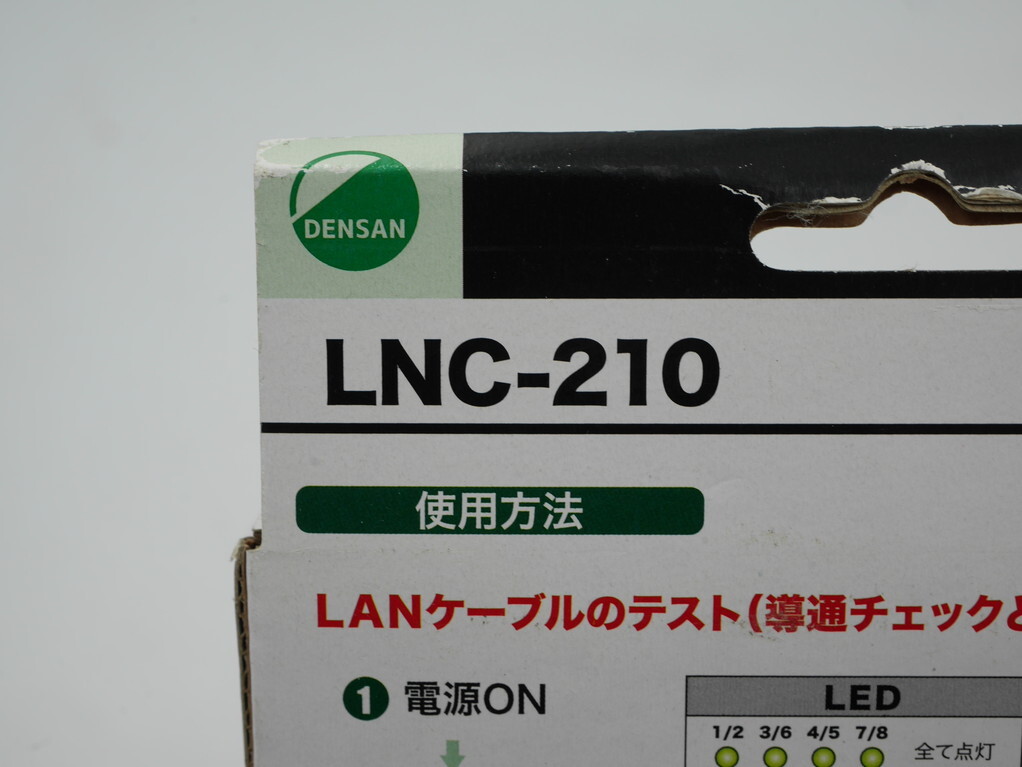 DENSAN
LNC-210
使用方法
LANケーブルのテスト(導通チェックと
1 電源ON
LED
1/2 3/6 4/5 7/8
全て点灯